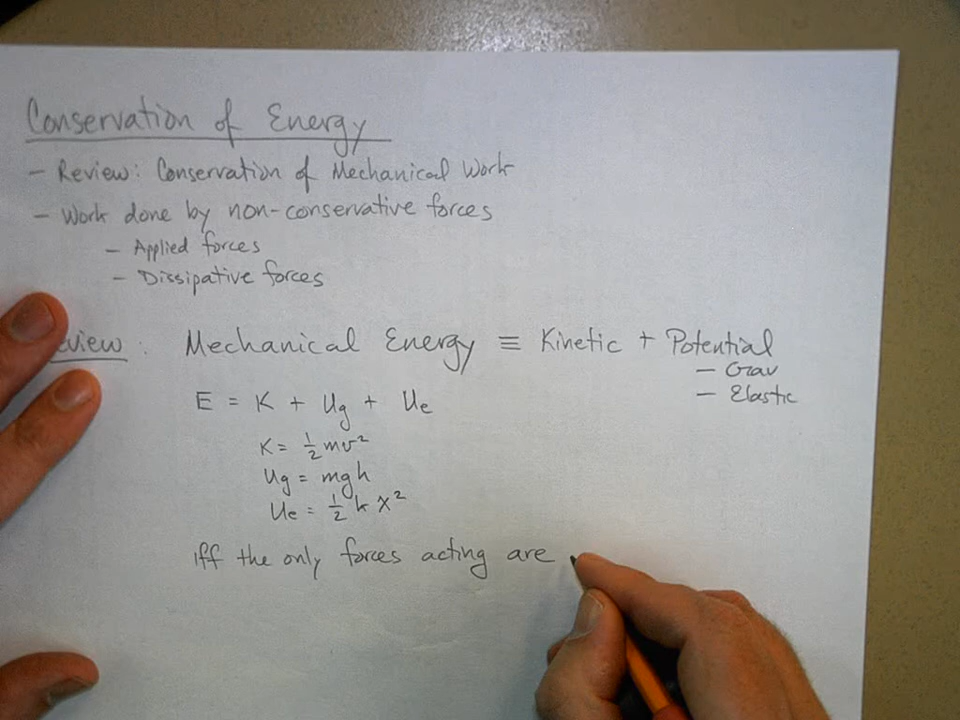 Conservation of Energy
- Review: Conservation of Mechanical Work
- Work done by non-conservative forces
- Applied forces
- Dissipative forces
eview: Mechanical Energy ≡ Kinetic + Potential
- Grav
- Elastic
E = K + Ug + Ue
K = ½mv²
Ug = mgh
Ue = ½kx²
iff the only forces acting are